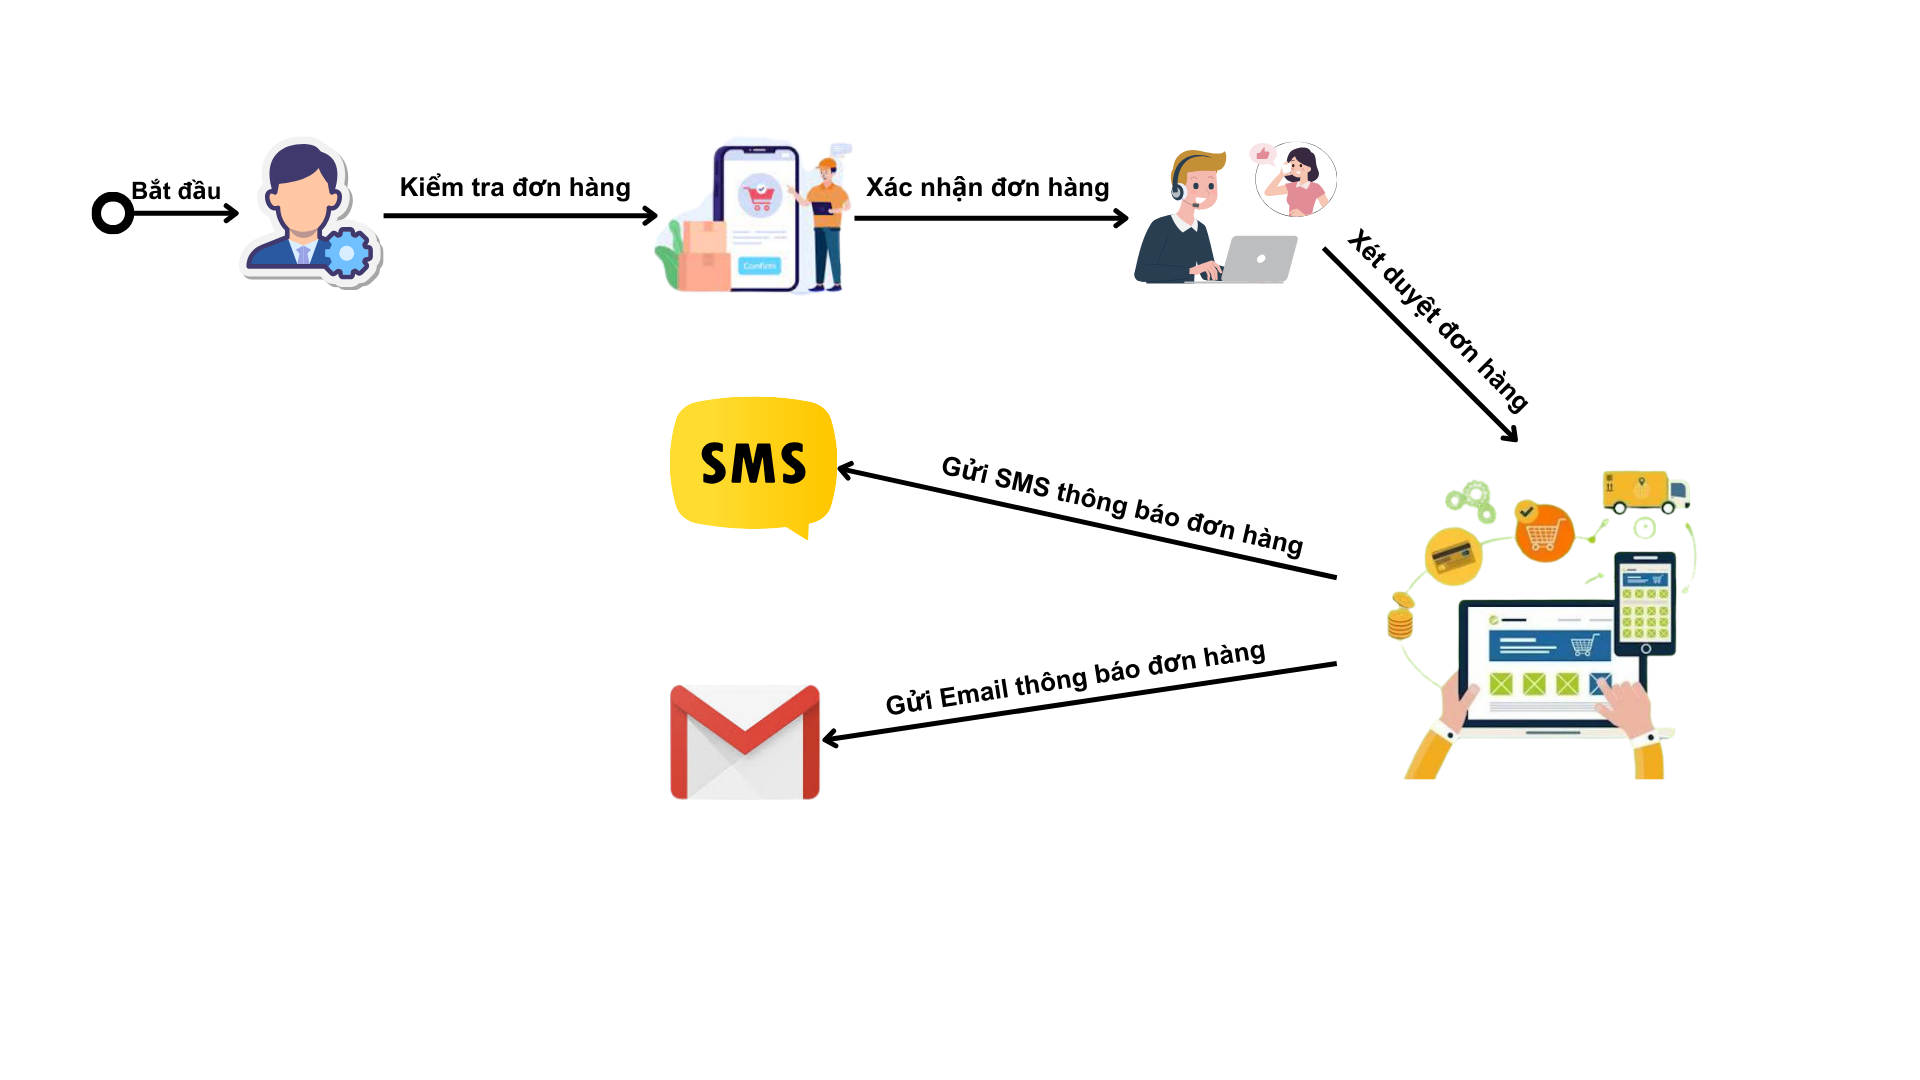 Bắt đầu
Kiểm tra đơn hàng
Confirm
Xác nhận đơn hàng
Xét duyệt đơn hàng
SMS
Gửi SMS thông báo đơn hàng
Gửi Email thông báo đơn hàng